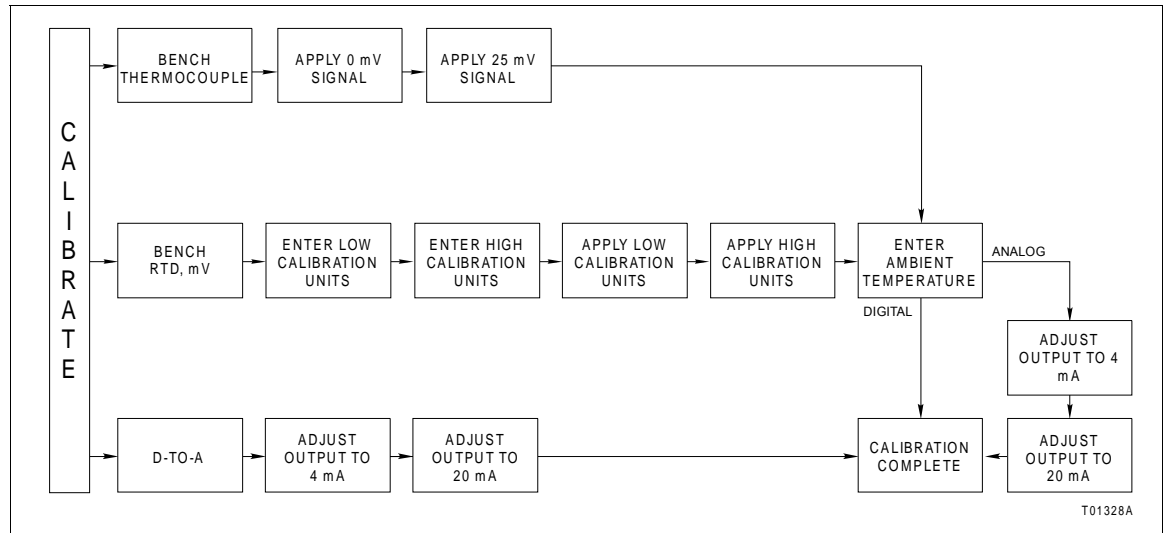 CALIBRATE
BENCH
THERMOCOUPLE
APPLY 0 mV
SIGNAL
APPLY 25 mV
SIGNAL
BENCH
RTD, mV
ENTER LOW
CALIBRATION
UNITS
ENTER HIGH
CALIBRATION
UNITS
APPLY LOW
CALIBRATION
UNITS
APPLY HIGH
CALIBRATION
UNITS
ENTER
AMBIENT
TEMPERATURE
ANALOG
DIGITAL
ADJUST
OUTPUT TO 4
mA
D-TO-A
ADJUST
OUTPUT TO
4 mA
ADJUST
OUTPUT TO
20 mA
CALIBRATION
COMPLETE
ADJUST
OUTPUT TO
20 mA
T01328A